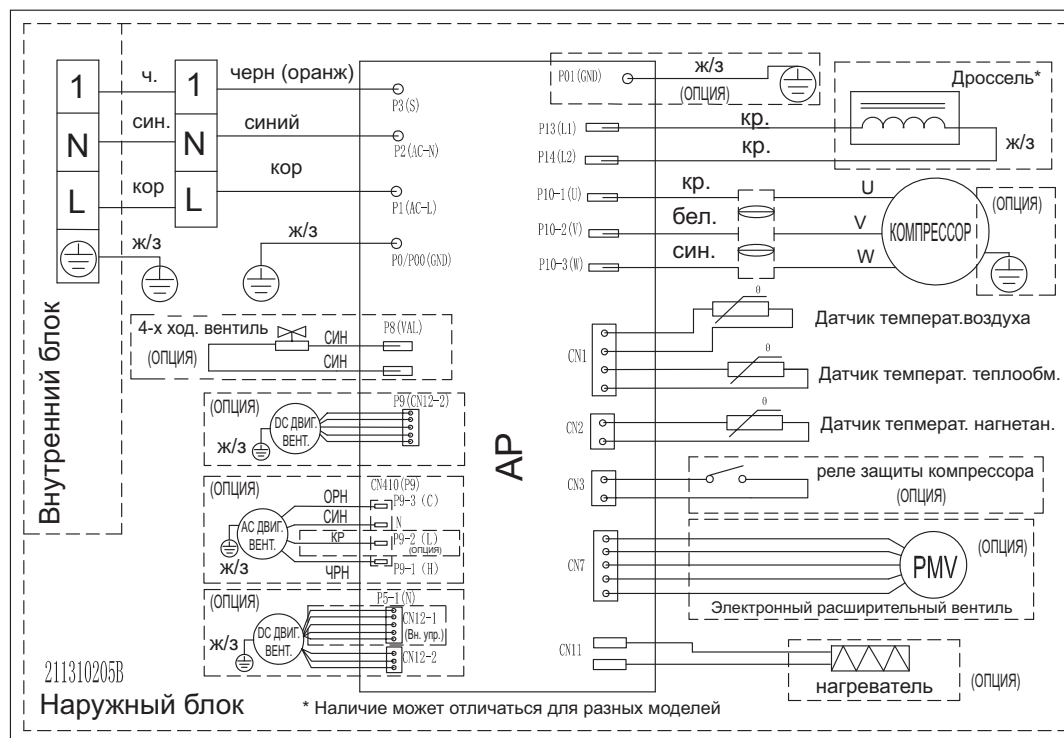 Внутренний блок
1
N
L
ч.
син.
кор
ж/з
1
N
L
черн (оранж)
синий
кор
ж/з
P3(S)
P2(AC-N)
P1(AC-L)
P0/P00(GND)
4-х ход. вентиль
(ОПЦИЯ)
СИН
СИН
P8(VAL)
(ОПЦИЯ)
P9(CN12-2)
DC ДВИГ.
ВЕНТ.
ж/з
(ОПЦИЯ)
CN410(P9)
ОРН
P9-3 (C)
СИН
N
AC ДВИГ.
ВЕНТ.
КР
P9-2 (L)
(ОПЦИЯ)
ж/з
ЧРН
P9-1 (H)
(ОПЦИЯ)
P5-1(N)
CN12-1
(Вн. упр.)
DC ДВИГ.
ВЕНТ.
ж/з
CN12-2
AP
P01(GND)
ж/з
(ОПЦИЯ)
Дроссель*
P13(L1)
кр.
P14(L2)
кр.
ж/з
P10-1(U)
кр.
U
P10-2(V)
бел.
V
P10-3(W)
син.
W
КОМПРЕССОР
(ОПЦИЯ)
CN1
θ
Датчик температ.воздуха
θ
Датчик температ. теплообм.
CN2
θ
Датчик тепмерат. нагнетан.
CN3
реле защиты компрессора
(ОПЦИЯ)
CN7
PMV
(ОПЦИЯ)
Электронный расширительный вентиль
CN11
нагреватель
(ОПЦИЯ)
211310205B
Наружный блок
* Наличие может отличаться для разных моделей